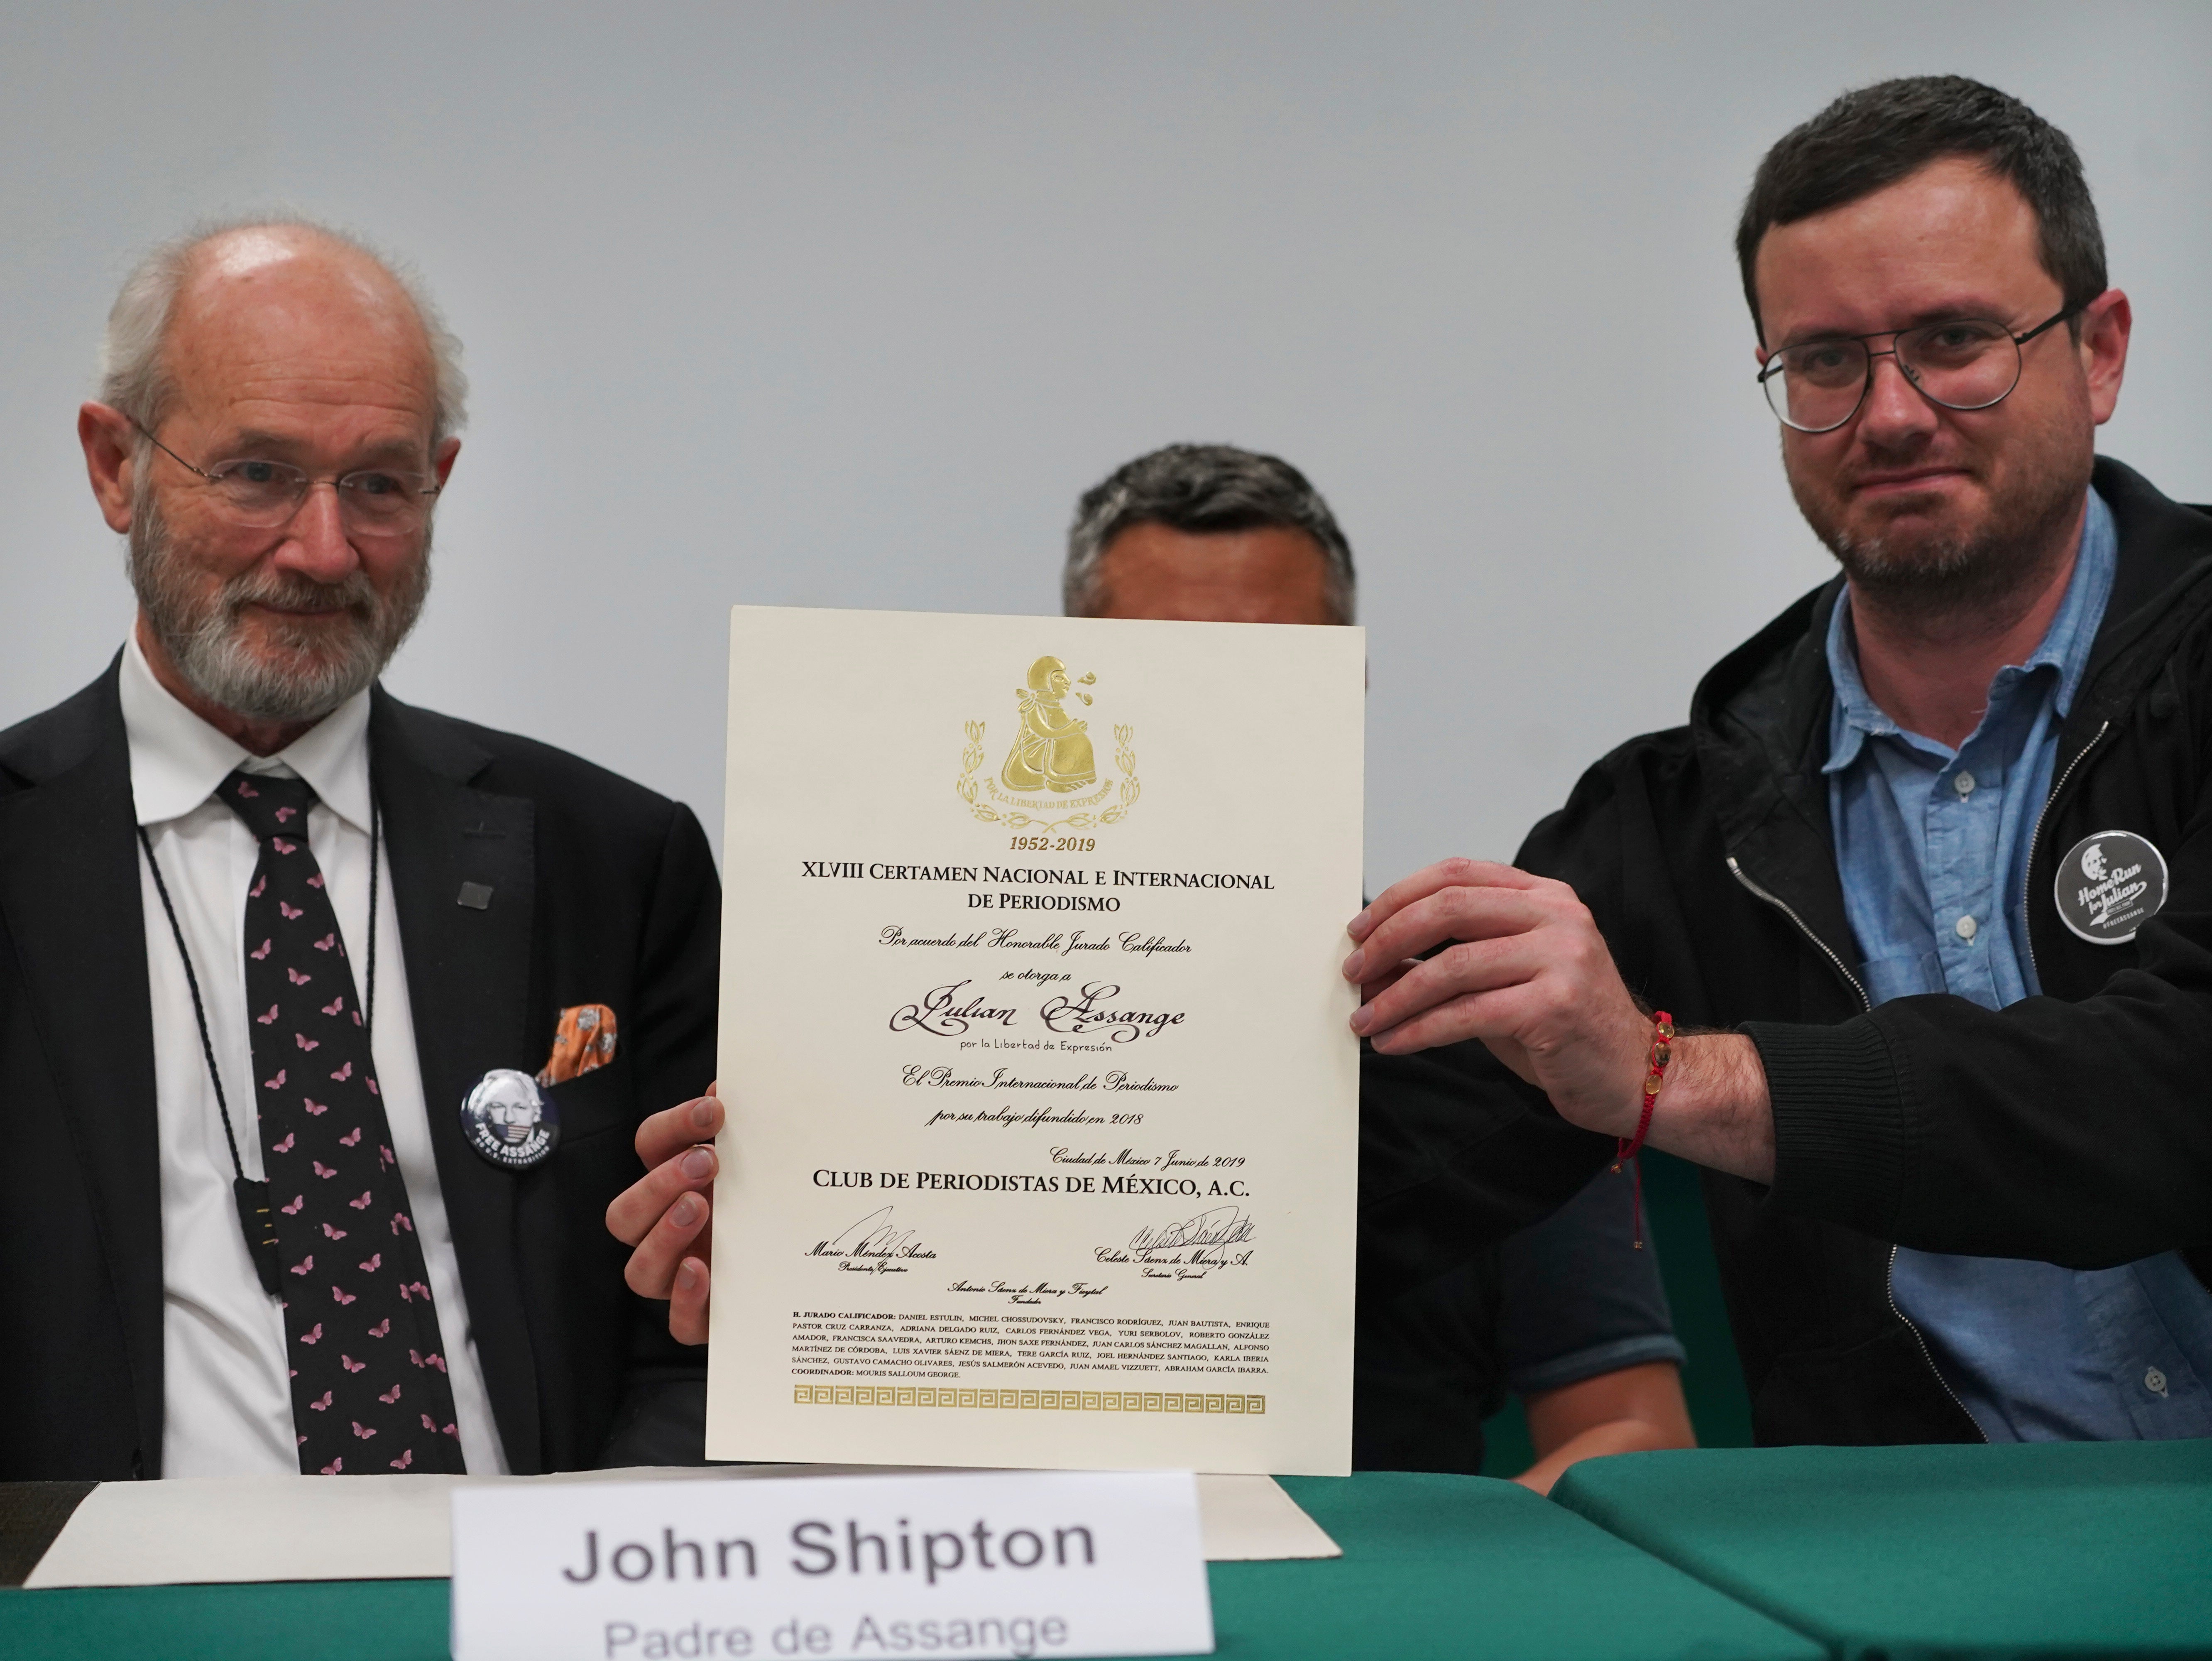 POR LA LIBERTAD DE EXPRESIÓN
1952-2019
XLVIII CERTAMEN NACIONAL E INTERNACIONAL
DE PERIODISMO
Por acuerdo del Honorable Jurado Calificador
se otorga a
Julian Assange
por la Libertad de Expresión
El Premio Internacional de Periodismo
por su trabajo difundido en 2018
Ciudad de México 7 Junio de 2019
CLUB DE PERIODISTAS DE MÉXICO, A.C.
Mario Méndez Acosta
Presidente Ejecutivo
Celeste Sáenz de Miera y A.
Secretaria General
Antonio Sáenz de Miera y Fieytal
Fundador
H. JURADO CALIFICADOR: DANIEL ESTULIN, MICHEL CHOSSUDOVSKY, FRANCISCO RODRÍGUEZ, JUAN BAUTISTA, ENRIQUE
PASTOR CRUZ CARRANZA, ADRIANA DELGADO RUIZ, CARLOS FERNÁNDEZ VEGA, YURI SERBOLOV, ROBERTO GONZÁLEZ
AMADOR, FRANCISCA SAAVEDRA, ARTURO KEMCHS, JHON SAXE FERNÁNDEZ, JUAN CARLOS SÁNCHEZ MAGALLAN, ALFONSO
MARTÍNEZ DE CÓRDOBA, LUIS XAVIER SÁENZ DE MIERA, TERE GARCÍA RUIZ, JOEL HERNÁNDEZ SANTIAGO, KARLA IBERIA
SÁNCHEZ, GUSTAVO CAMACHO OLIVARES, JESÚS SALMERÓN ACEVEDO, JUAN AMAEL VIZZUETT, ABRAHAM GARCÍA IBARRA.
COORDINADOR: MOURIS SALLOUM GEORGE.
FREE ASSANGE
NO U.S. EXTRADITION
Home Run
for Julian
#FREEASSANGE
John Shipton
Padre de Assange